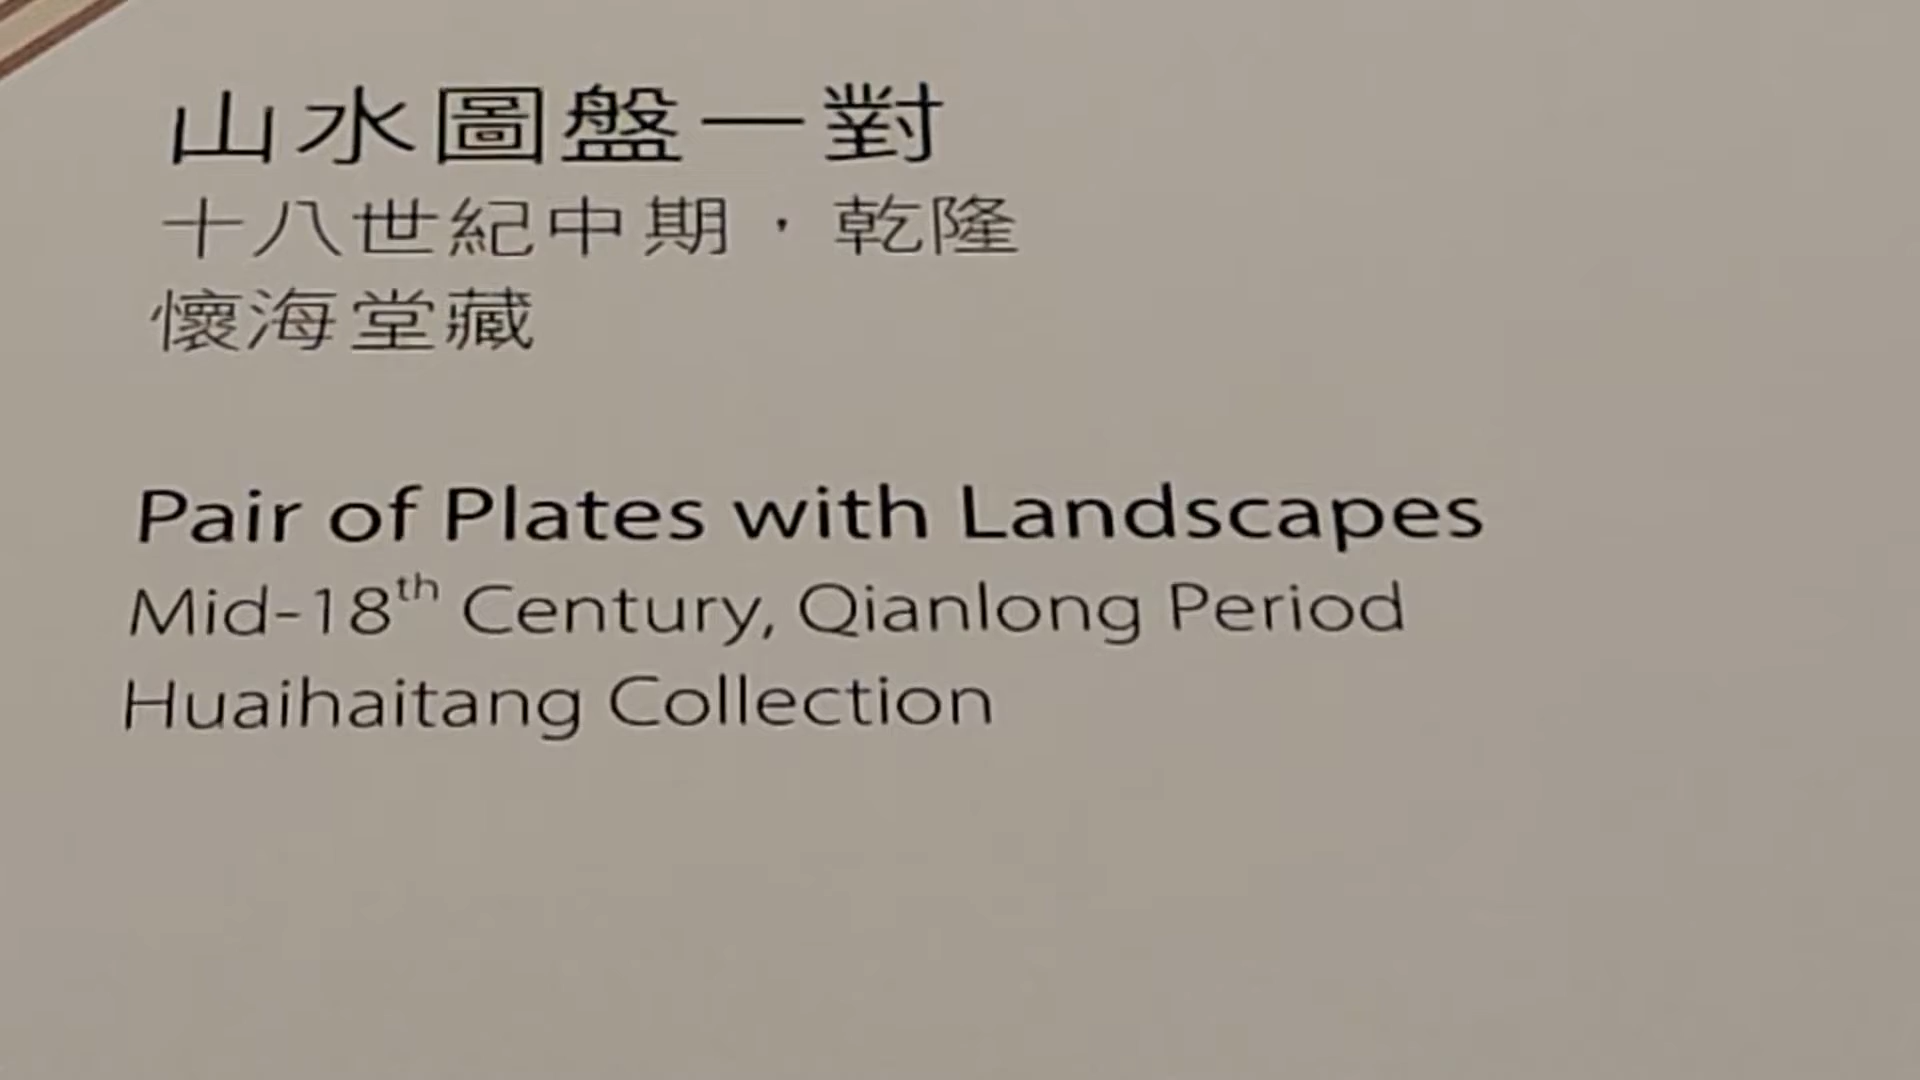 山水圖盤一對
十八世紀中期，乾隆
懷海堂藏
Pair of Plates with Landscapes
Mid-18th Century, Qianlong Period
Huaihaitang Collection